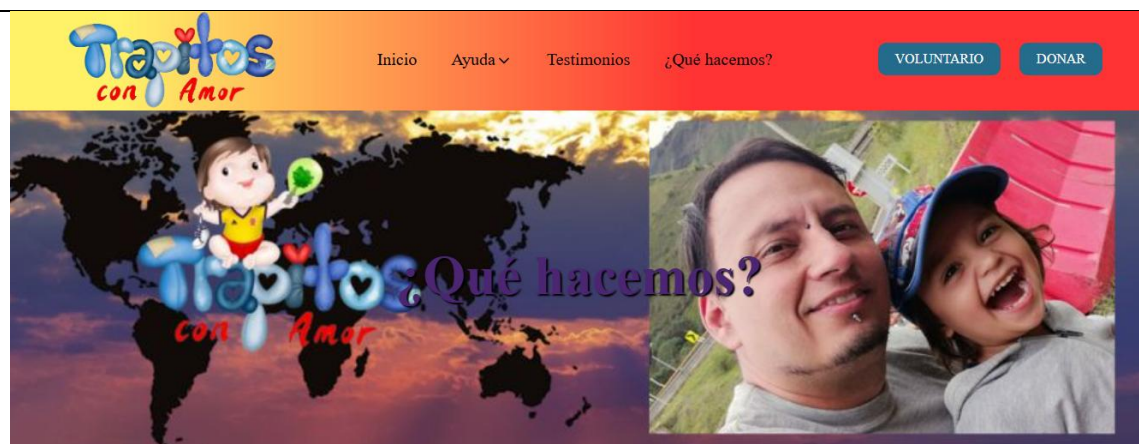 Trapitos
con Amor
Inicio Ayuda Testimonios ¿Qué hacemos?
VOLUNTARIO DONAR
Trapitos
con Amor
¿Qué hacemos?